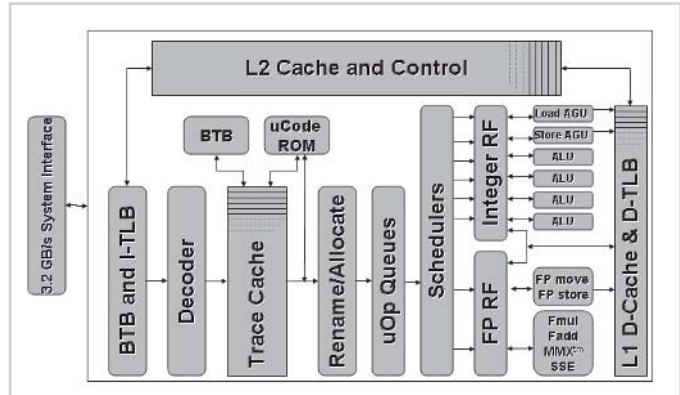 L2 Cache and Control
3.2 GB/s System Interface
BTB and I-TLB
Decoder
BTB
uCode
ROM
Trace Cache
Rename/Allocate
uOp Queues
Schedulers
Integer RF
FP RF
Load AGU
Store AGU
ALU
ALU
ALU
ALU
FP move
FP store
Fmul
Fadd
MMX™
SSE
L1 D-Cache & D-TLB